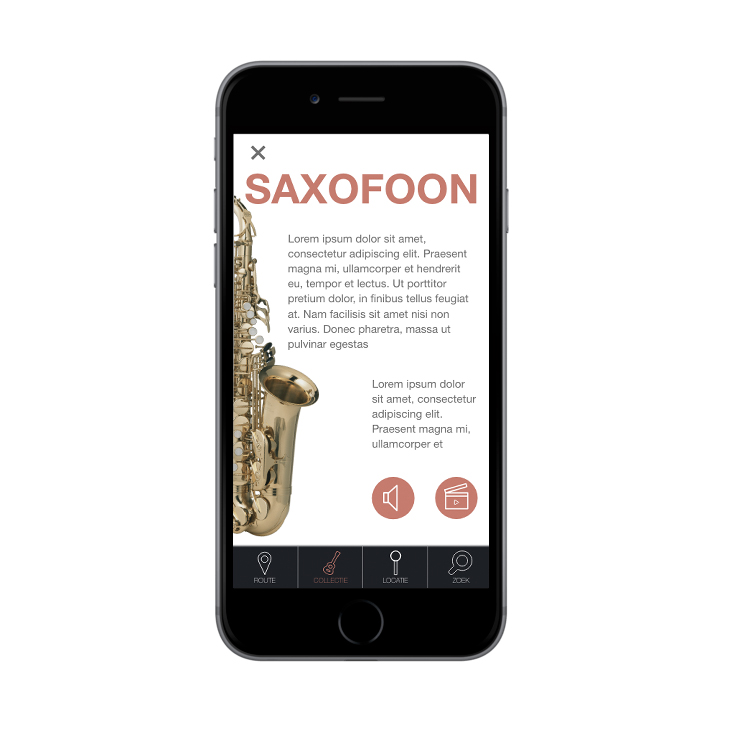 SAXOFOON
Lorem ipsum dolor sit amet,
consectetur adipiscing elit. Praesent
magna mi, ullamcorper et hendrerit
eu, tempor et lectus. Ut porttitor
pretium dolor, in finibus tellus feugiat
at. Nam facilisis sit amet nisi non
varius. Donec pharetra, massa ut
pulvinar egestas
Lorem ipsum dolor
sit amet, consectetur
adipiscing elit.
Praesent magna mi,
ullamcorper et
ROUTE
COLLECTIE
LOCATIE
ZOEK